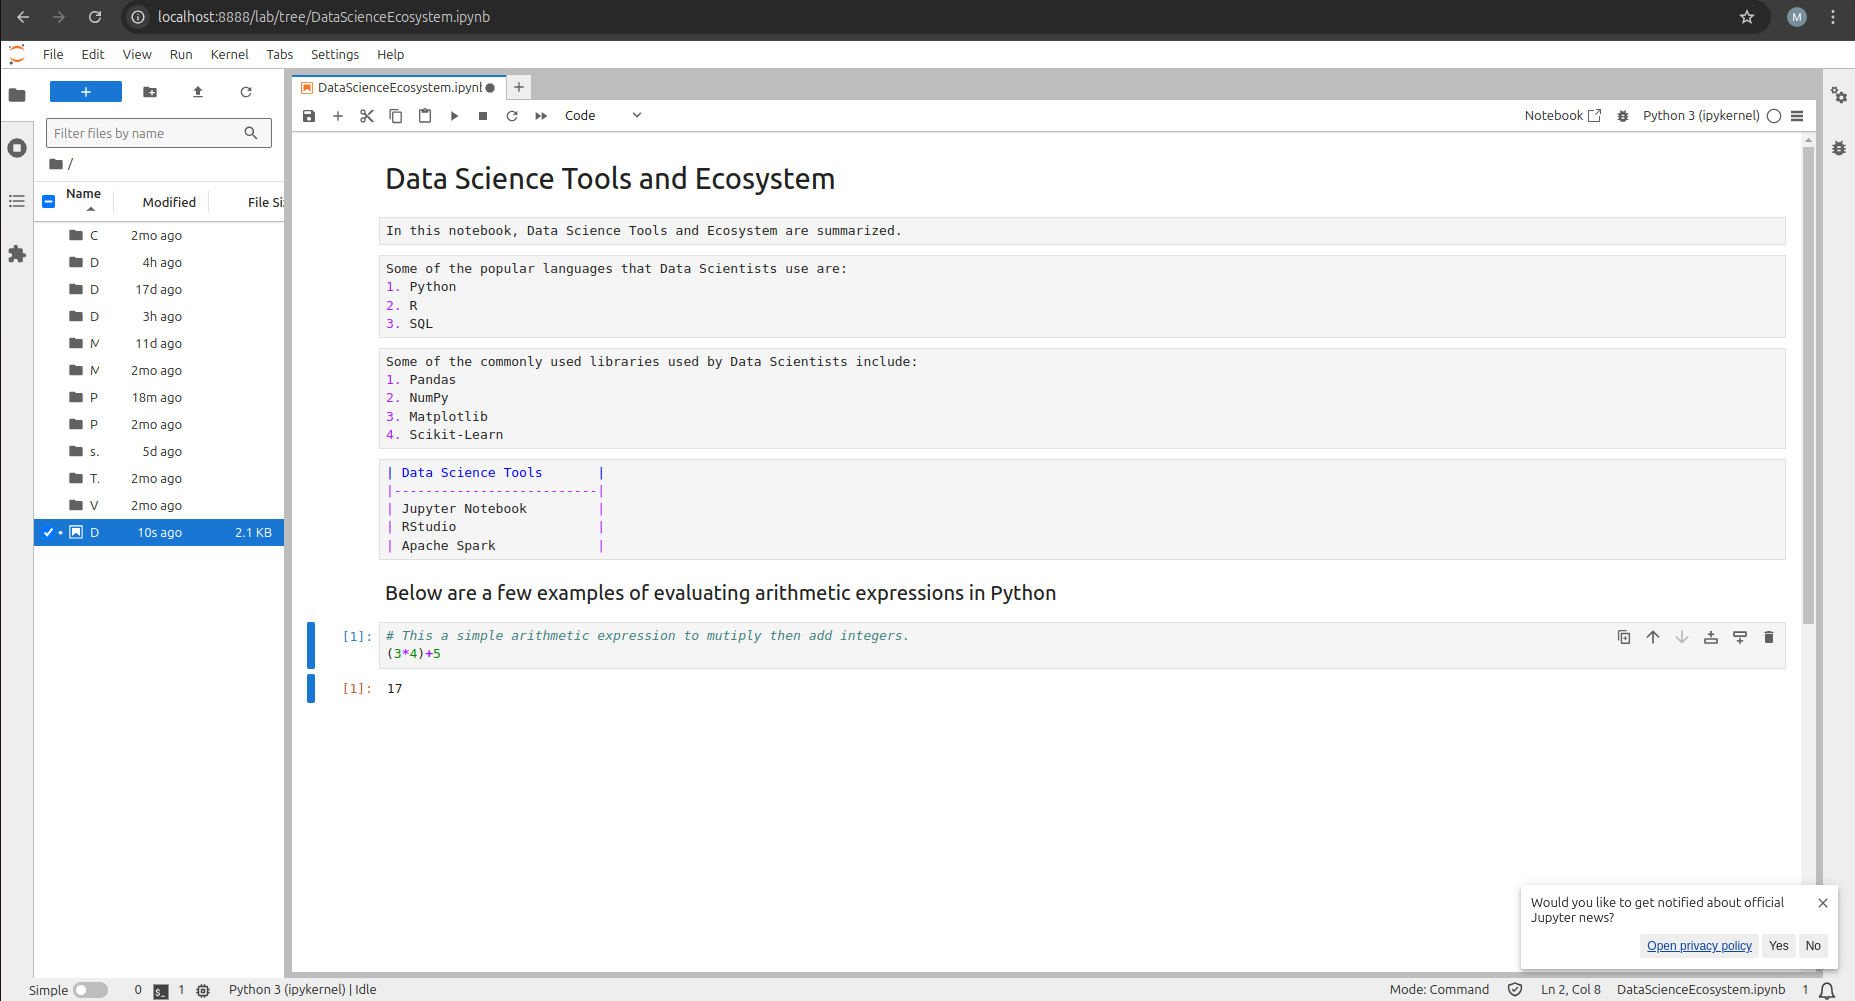 localhost:8888/lab/tree/DataScienceEcosystem.ipynb
M
File Edit View Run Kernel Tabs Settings Help
DataScienceEcosystem.ipynb
Filter files by name
Code
Notebook
Python 3 (ipykernel)
/
Name
Modified
File Si
C 2mo ago
D 4h ago
D 17d ago
D 3h ago
M 11d ago
M 2mo ago
P 18m ago
P 2mo ago
s. 5d ago
T. 2mo ago
V 2mo ago
D 10s ago 2.1 KB
Data Science Tools and Ecosystem
In this notebook, Data Science Tools and Ecosystem are summarized.
Some of the popular languages that Data Scientists use are:
1. Python
2. R
3. SQL
Some of the commonly used libraries used by Data Scientists include:
1. Pandas
2. NumPy
3. Matplotlib
4. Scikit-Learn
| Data Science Tools |
|--------------------------|
| Jupyter Notebook |
| RStudio |
| Apache Spark |
Below are a few examples of evaluating arithmetic expressions in Python
[1]: # This a simple arithmetic expression to mutiply then add integers.
(3*4)+5
[1]: 17
Would you like to get notified about official
Jupyter news?
Open privacy policy Yes No
Simple 0 $_ 1 Python 3 (ipykernel) | Idle
Mode: Command Ln 2, Col 8 DataScienceEcosystem.ipynb 1